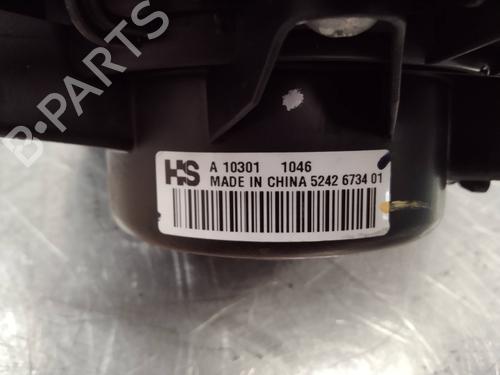 B-PARTS
HS A 10301 1046
MADE IN CHINA 5242 6734 01